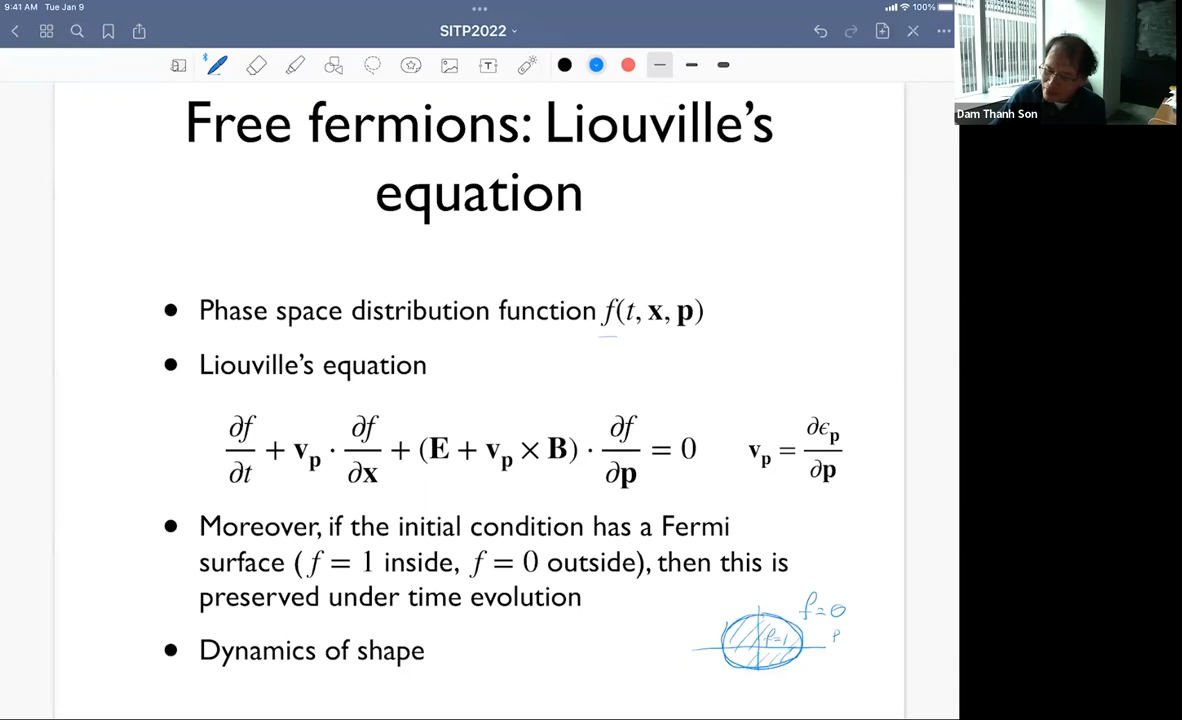 9:41 AM Tue Jan 9
100%
SITP2022
Dam Thanh Son
Free fermions: Liouville's
equation
• Phase space distribution function f(t, x, p)
• Liouville's equation
∂f/∂t + v_p · ∂f/∂x + (E + v_p × B) · ∂f/∂p = 0 v_p = ∂ϵ_p/∂p
• Moreover, if the initial condition has a Fermi
surface ( f = 1 inside, f = 0 outside), then this is
preserved under time evolution
f=0
f=1
P
• Dynamics of shape